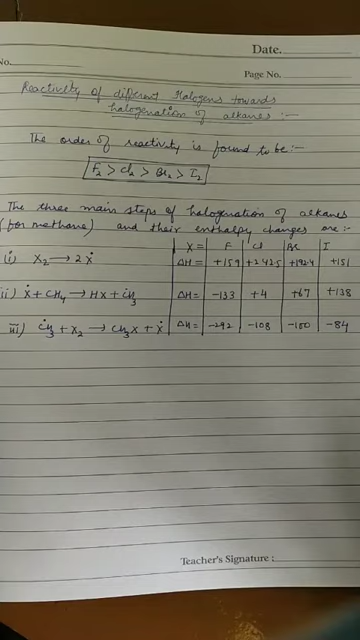 Date.
No.
Page No.
Reactivity of different Halogens towards
halogenation of alkanes :-
The order of reactivity is found to be:-
F₂ > Cl₂ > Br₂ > I₂
The three main steps of halogenation of alkanes
(for methane) and their enthalpy changes are:-
X = F Cl Br I
(i) X₂ → 2Ẋ ΔH = +159 +242.5 +192.4 +151
ii) Ẋ + CH₄ → HX + ĊH₃ ΔH = -133 +4 +67 +138
iii) ĊH₃ + X₂ → CH₃X + Ẋ ΔH = -292 -108 -100 -84
Teacher's Signature :